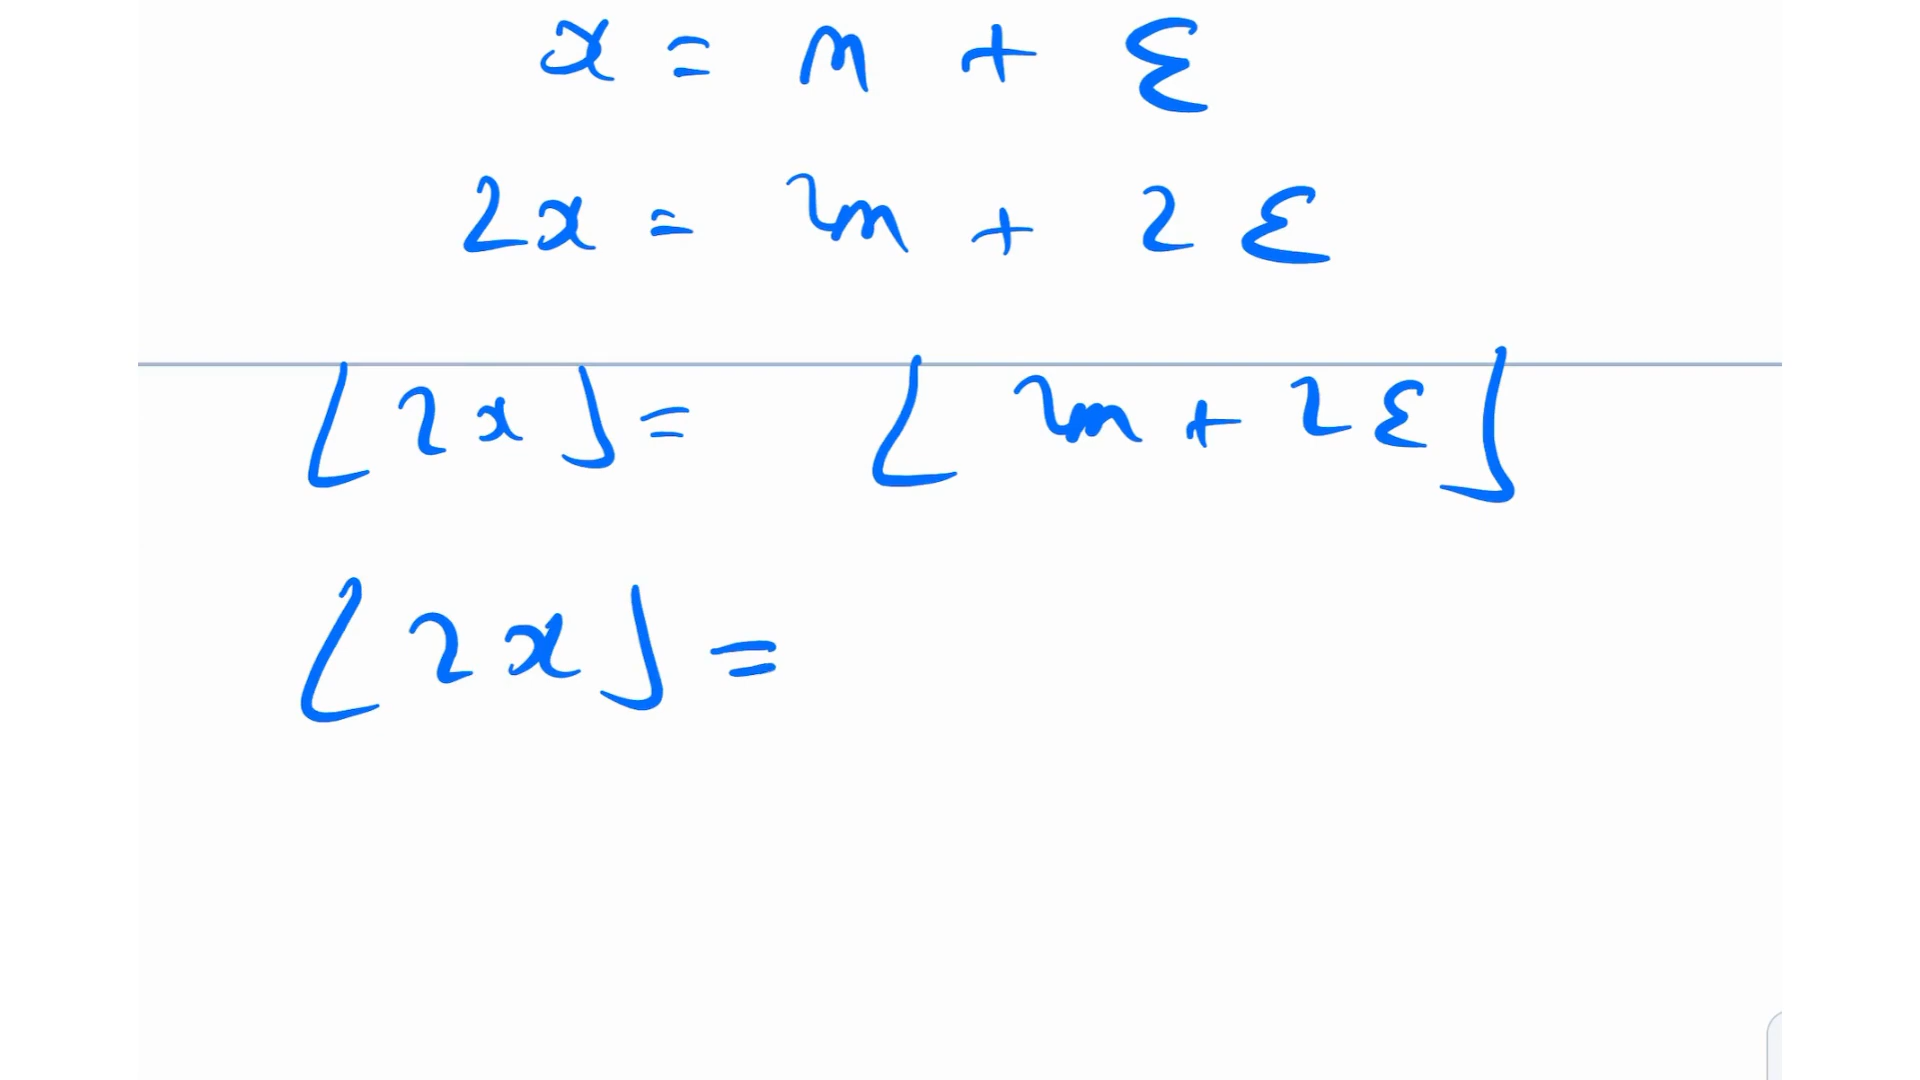 x = m + ε
2x = 2m + 2ε
⌊2x⌋ = ⌊2m + 2ε⌋
⌊2x⌋ =